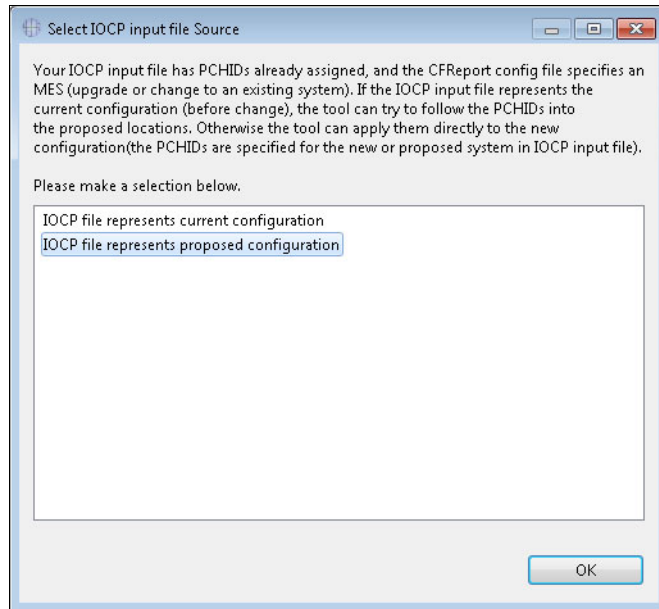 Select IOCP input file Source
Your IOCP input file has PCHIDs already assigned, and the CFReport config file specifies an
MES (upgrade or change to an existing system). If the IOCP input file represents the
current configuration (before change), the tool can try to follow the PCHIDs into
the proposed locations. Otherwise the tool can apply them directly to the new
configuration(the PCHIDs are specified for the new or proposed system in IOCP input file).
Please make a selection below.
IOCP file represents current configuration
IOCP file represents proposed configuration
OK